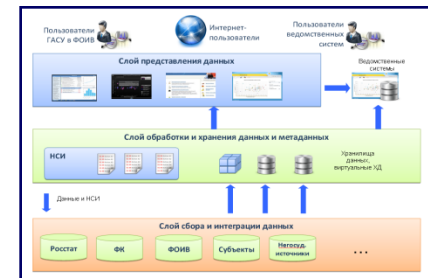 Пользователи
ГАСУ в ФОИВ
Интернет-
пользователи
Пользователи
ведомственных
систем
Слой представления данных
Ведомственные
системы
Слой обработки и хранения данных и метаданных
НСИ
Хранилища
данных,
виртуальные ХД
Данные и НСИ
Слой сбора и интеграции данных
Росстат
ФК
ФОИВ
Субъекты
Негосуд.
источники
...